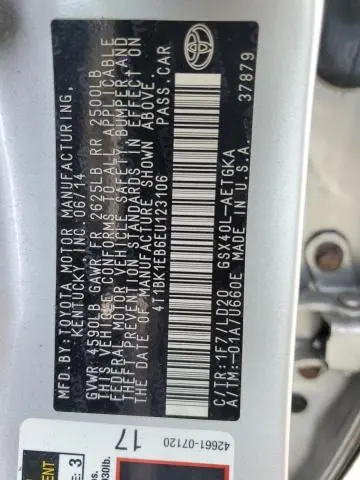 MFD.BY:TOYOTA MOTOR MANUFACTURING,
KENTUCKY, INC. 06/14
GVWR 4590LB GAWR FR 2625LB RR 2500LB
THIS VEHICLE CONFORMS TO ALL APPLICABLE
FEDERAL MOTOR VEHICLE SAFETY, BUMPER, AND
THEFT PREVENTION STANDARDS IN EFFECT ON
THE DATE OF MANUFACTURE SHOWN ABOVE.
4T1BK1EB6EU123106 PASS.CAR
C/TR:1F7/LD20 GSX40L-AETGKA
A/TM:-01A/U660E MADE IN U.S.A. 37879
TOYOTA
42661-07120
17
3